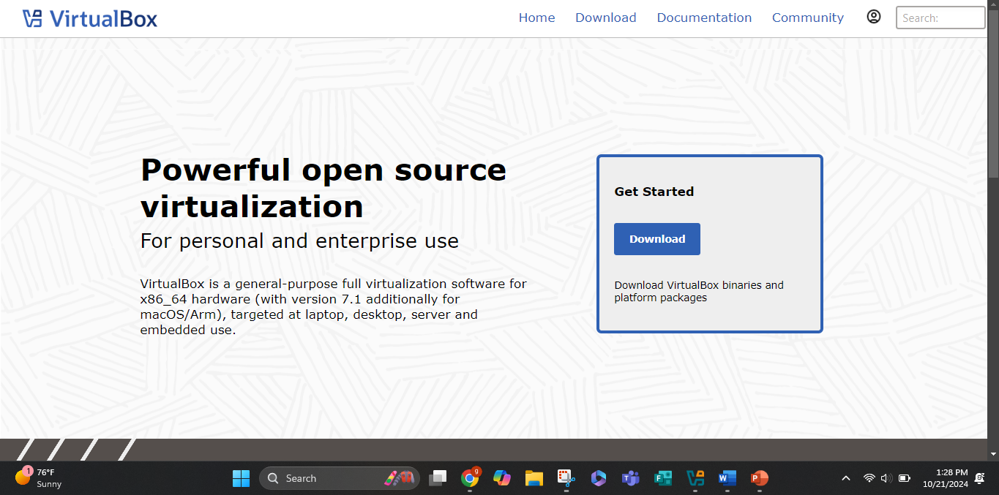 VirtualBox
Home Download Documentation Community Search:
Powerful open source
virtualization
For personal and enterprise use
VirtualBox is a general-purpose full virtualization software for
x86_64 hardware (with version 7.1 additionally for
macOS/Arm), targeted at laptop, desktop, server and
embedded use.
Get Started
Download
Download VirtualBox binaries and
platform packages
1
76°F
Sunny
Search
9
1:28 PM
10/21/2024